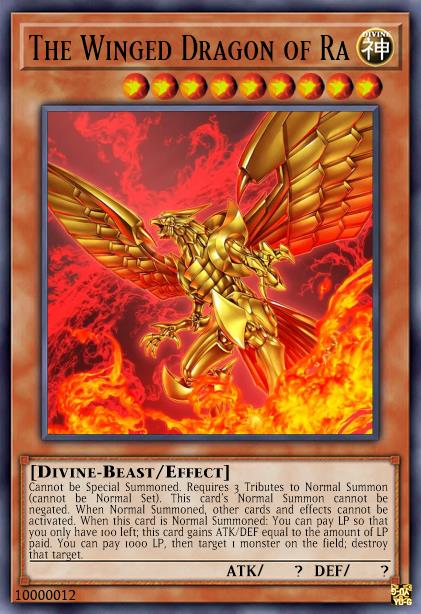 THE WINGED DRAGON OF RA
DIVINE
神
[DIVINE-BEAST/EFFECT]
Cannot be Special Summoned. Requires 3 Tributes to Normal Summon
(cannot be Normal Set). This card's Normal Summon cannot be
negated. When Normal Summoned, other cards and effects cannot be
activated. When this card is Normal Summoned: You can pay LP so that
you only have 100 left; this card gains ATK/DEF equal to the amount of LP
paid. You can pay 1000 LP, then target 1 monster on the field; destroy
that target.
ATK/ ? DEF/ ?
10000012